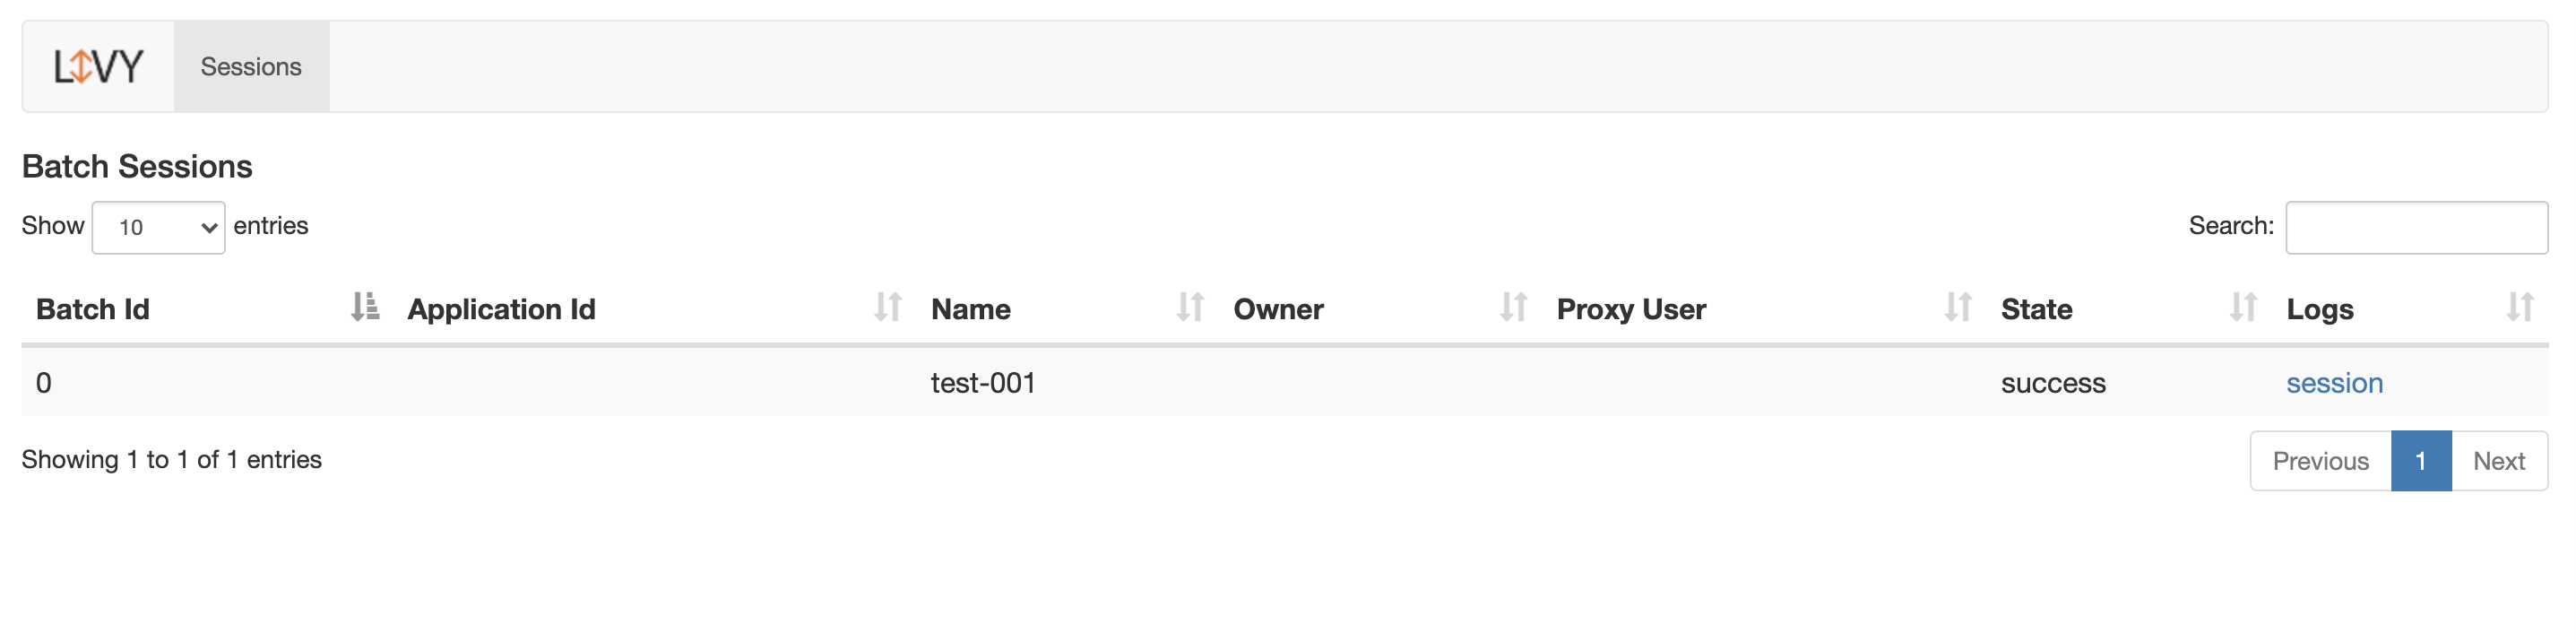 LIVY Sessions
Batch Sessions
Show 10 entries Search:
Batch Id Application Id Name Owner Proxy User State Logs
0 test-001 success session
Showing 1 to 1 of 1 entries Previous 1 Next